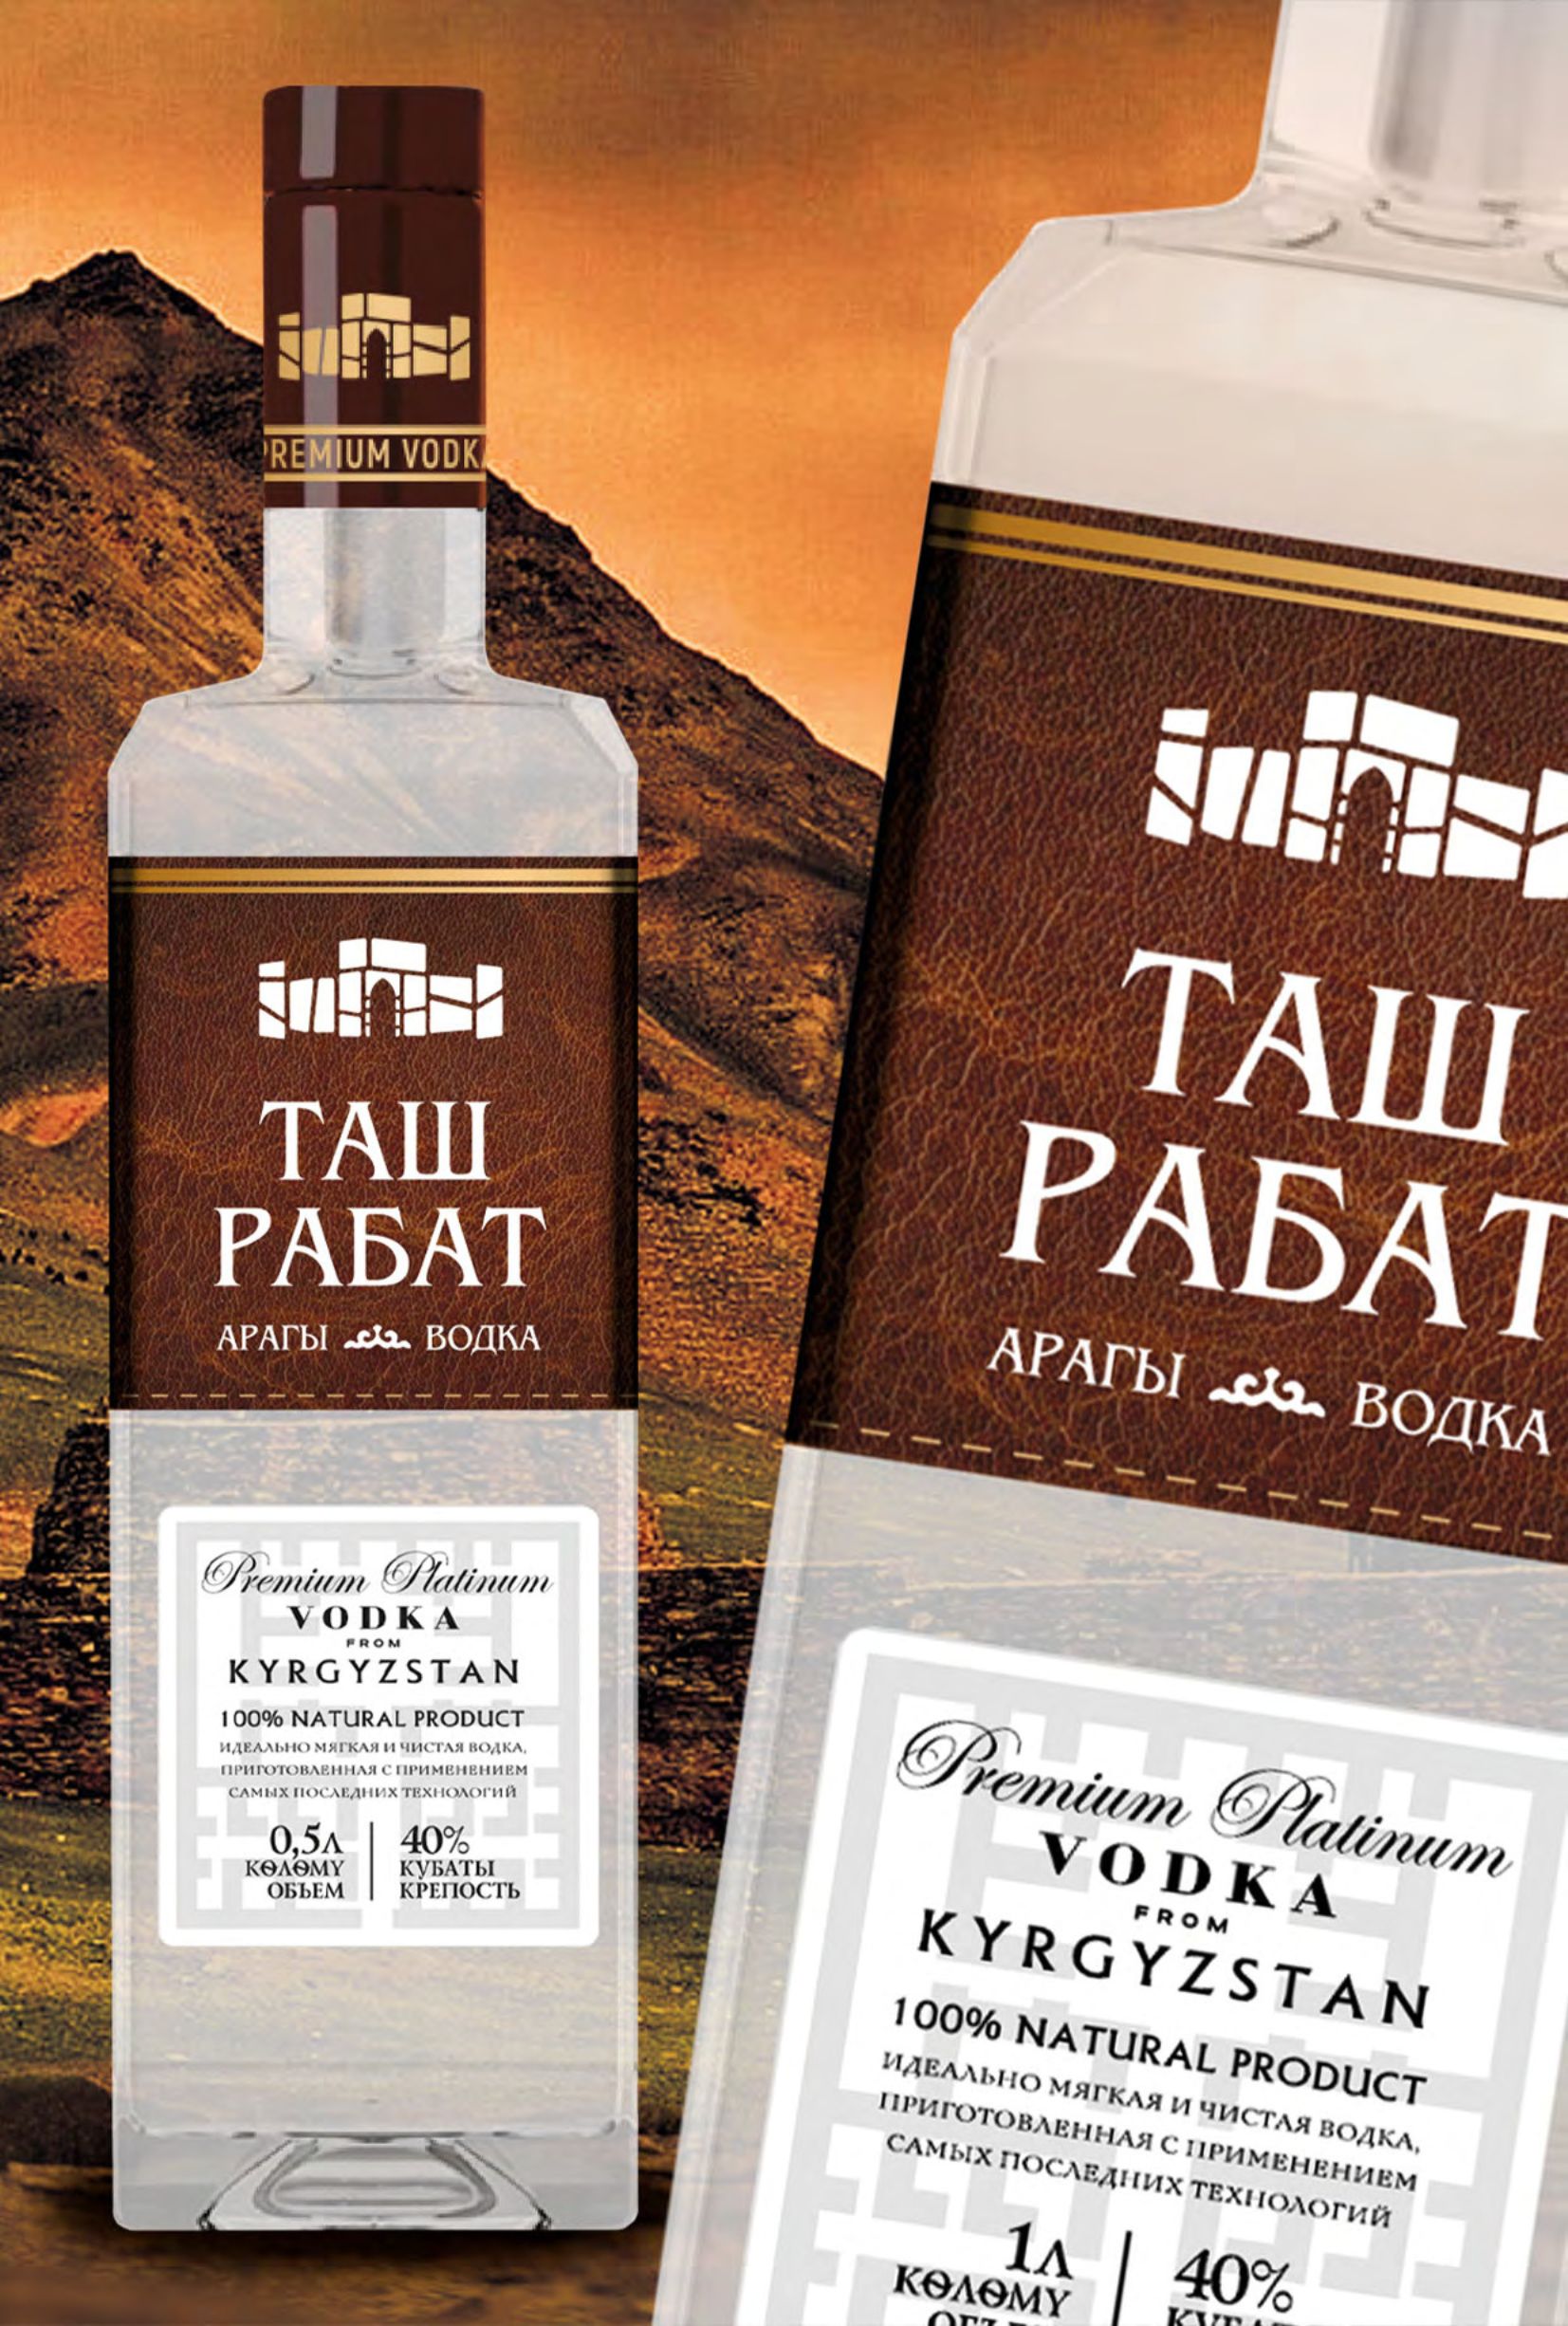 PREMIUM VODKA
ТАШ
РАБАТ
АРАГЫ ВОДКА
Premium Platinum
VODKA
FROM
KYRGYZSTAN
100% NATURAL PRODUCT
ИДЕАЛЬНО МЯГКАЯ И ЧИСТАЯ ВОДКА,
ПРИГОТОВЛЕННАЯ С ПРИМЕНЕНИЕМ
САМЫХ ПОСЛЕДНИХ ТЕХНОЛОГИЙ
0,5Л 40%
КӨЛӨМҮ КУБАТЫ
ОБЪЕМ КРЕПОСТЬ
ТАШ
РАБАТ
АРАГЫ ВОДКА
Premium Platinum
VODKA
FROM
KYRGYZSTAN
100% NATURAL PRODUCT
ИДЕАЛЬНО МЯГКАЯ И ЧИСТАЯ ВОДКА,
ПРИГОТОВЛЕННАЯ С ПРИМЕНЕНИЕМ
САМЫХ ПОСЛЕДНИХ ТЕХНОЛОГИЙ
1Л 40%
КӨЛӨМҮ